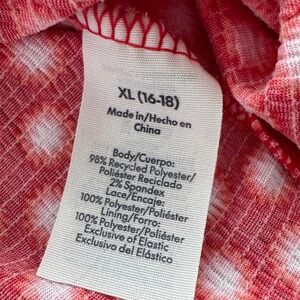 XL (16-18)
Made in/Hecho en
China
Body/Cuerpo:
98% Recycled Polyester/
Poliéster Reciclado
2% Spandex
Lace/Encaje:
100% Polyester/Poliéster
Lining/Forro:
100% Polyester/Poliéster
Exclusive of Elastic
Exclusivo del Elástico